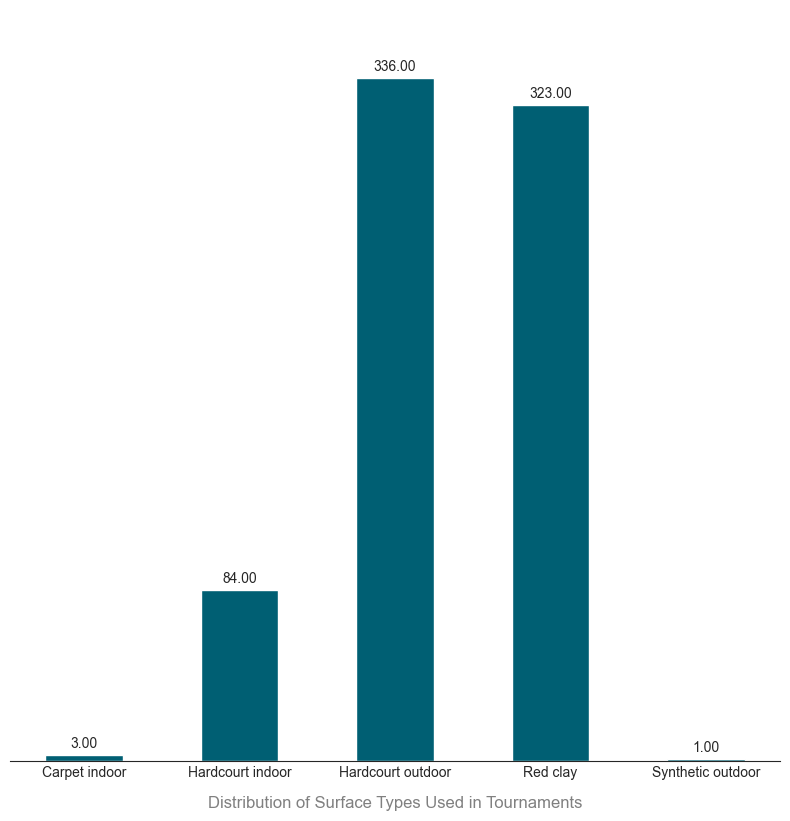 336.00
323.00
84.00
3.00
1.00
Carpet indoor
Hardcourt indoor
Hardcourt outdoor
Red clay
Synthetic outdoor
Distribution of Surface Types Used in Tournaments